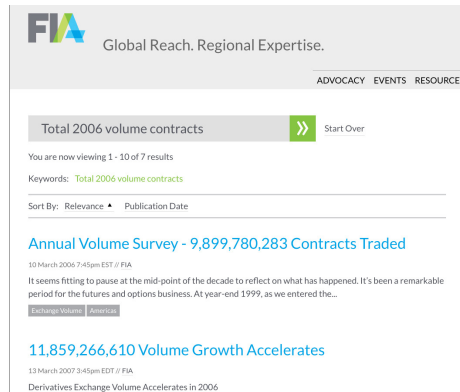 FIA
Global Reach. Regional Expertise.
ADVOCACY EVENTS RESOURCE
Total 2006 volume contracts
Start Over
You are now viewing 1 - 10 of 7 results
Keywords: Total 2006 volume contracts
Sort By: Relevance ▲ Publication Date
Annual Volume Survey - 9,899,780,283 Contracts Traded
10 March 2006 7:45pm EST // FIA
It seems fitting to pause at the mid-point of the decade to reflect on what has happened. It's been a remarkable
period for the futures and options business. At year-end 1999, as we entered the...
Exchange Volume Americas
11,859,266,610 Volume Growth Accelerates
13 March 2007 3:45pm EDT // FIA
Derivatives Exchange Volume Accelerates in 2006